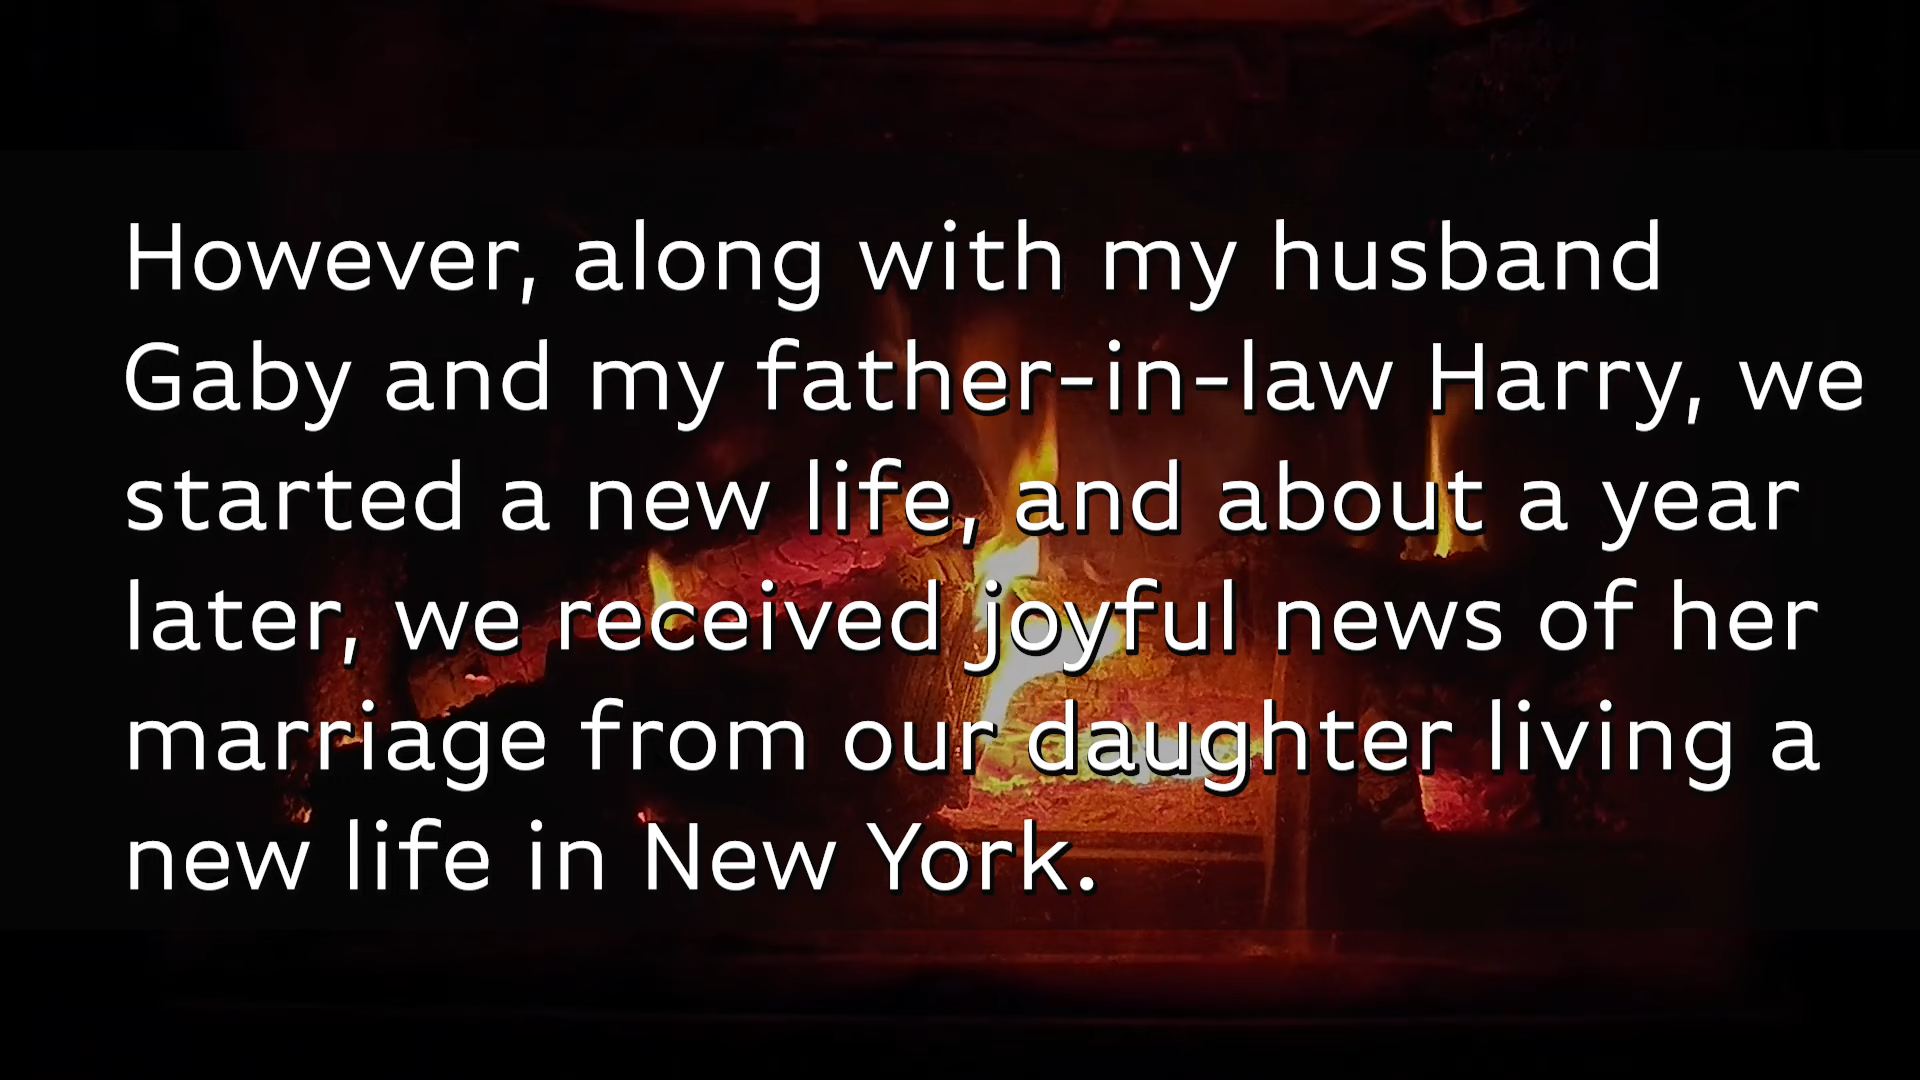 However, along with my husband
Gaby and my father-in-law Harry, we
started a new life, and about a year
later, we received joyful news of her
marriage from our daughter living a
new life in New York.